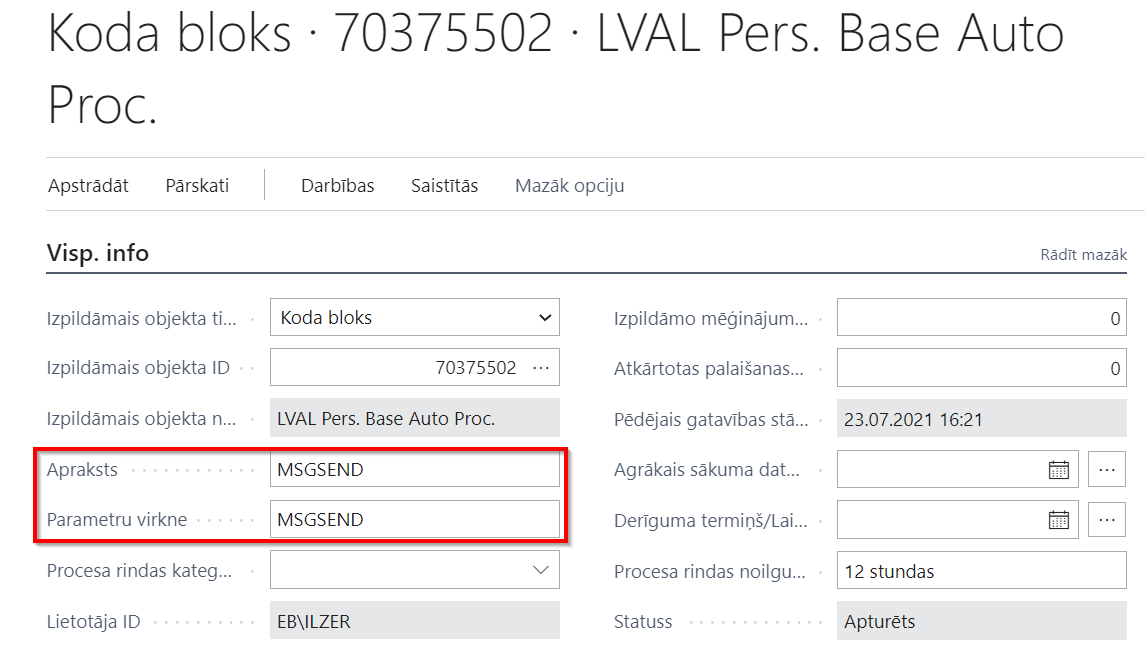 Koda bloks · 70375502 · LVAL Pers. Base Auto
Proc.
Apstrādāt Pārskati Darbības Saistītās Mazāk opciju
Visp. info Rādīt mazāk
Izpildāmais objekta ti... Koda bloks Izpildāmo mēģinājum... 0
Izpildāmais objekta ID 70375502 ... Atkārtotas palaišanas... 0
Izpildāmais objekta n... LVAL Pers. Base Auto Proc. Pēdējais gatavības stā... 23.07.2021 16:21
Apraksts MSGSEND Agrākais sākuma dat... ...
Parametru virkne MSGSEND Derīguma termiņš/Lai... ...
Procesa rindas kateg... Procesa rindas noilgu... 12 stundas
Lietotāja ID EB\ILZER Statuss Apturēts